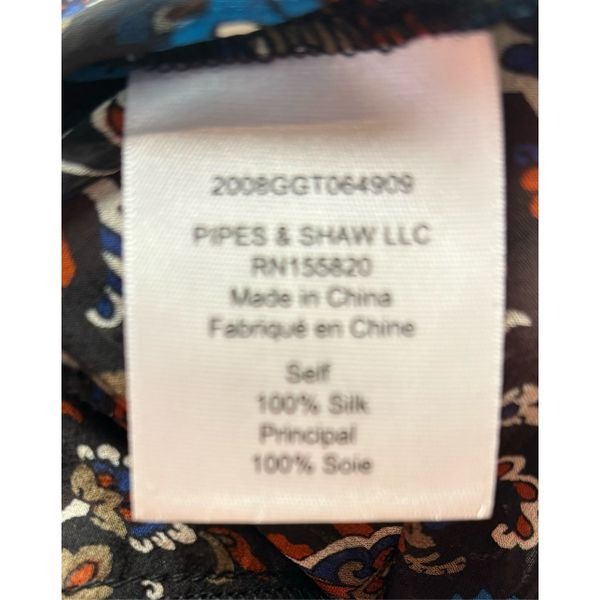 2008GGT064909
PIPES & SHAW LLC
RN155820
Made in China
Fabriqué en Chine
Self
100% Silk
Principal
100% Soie